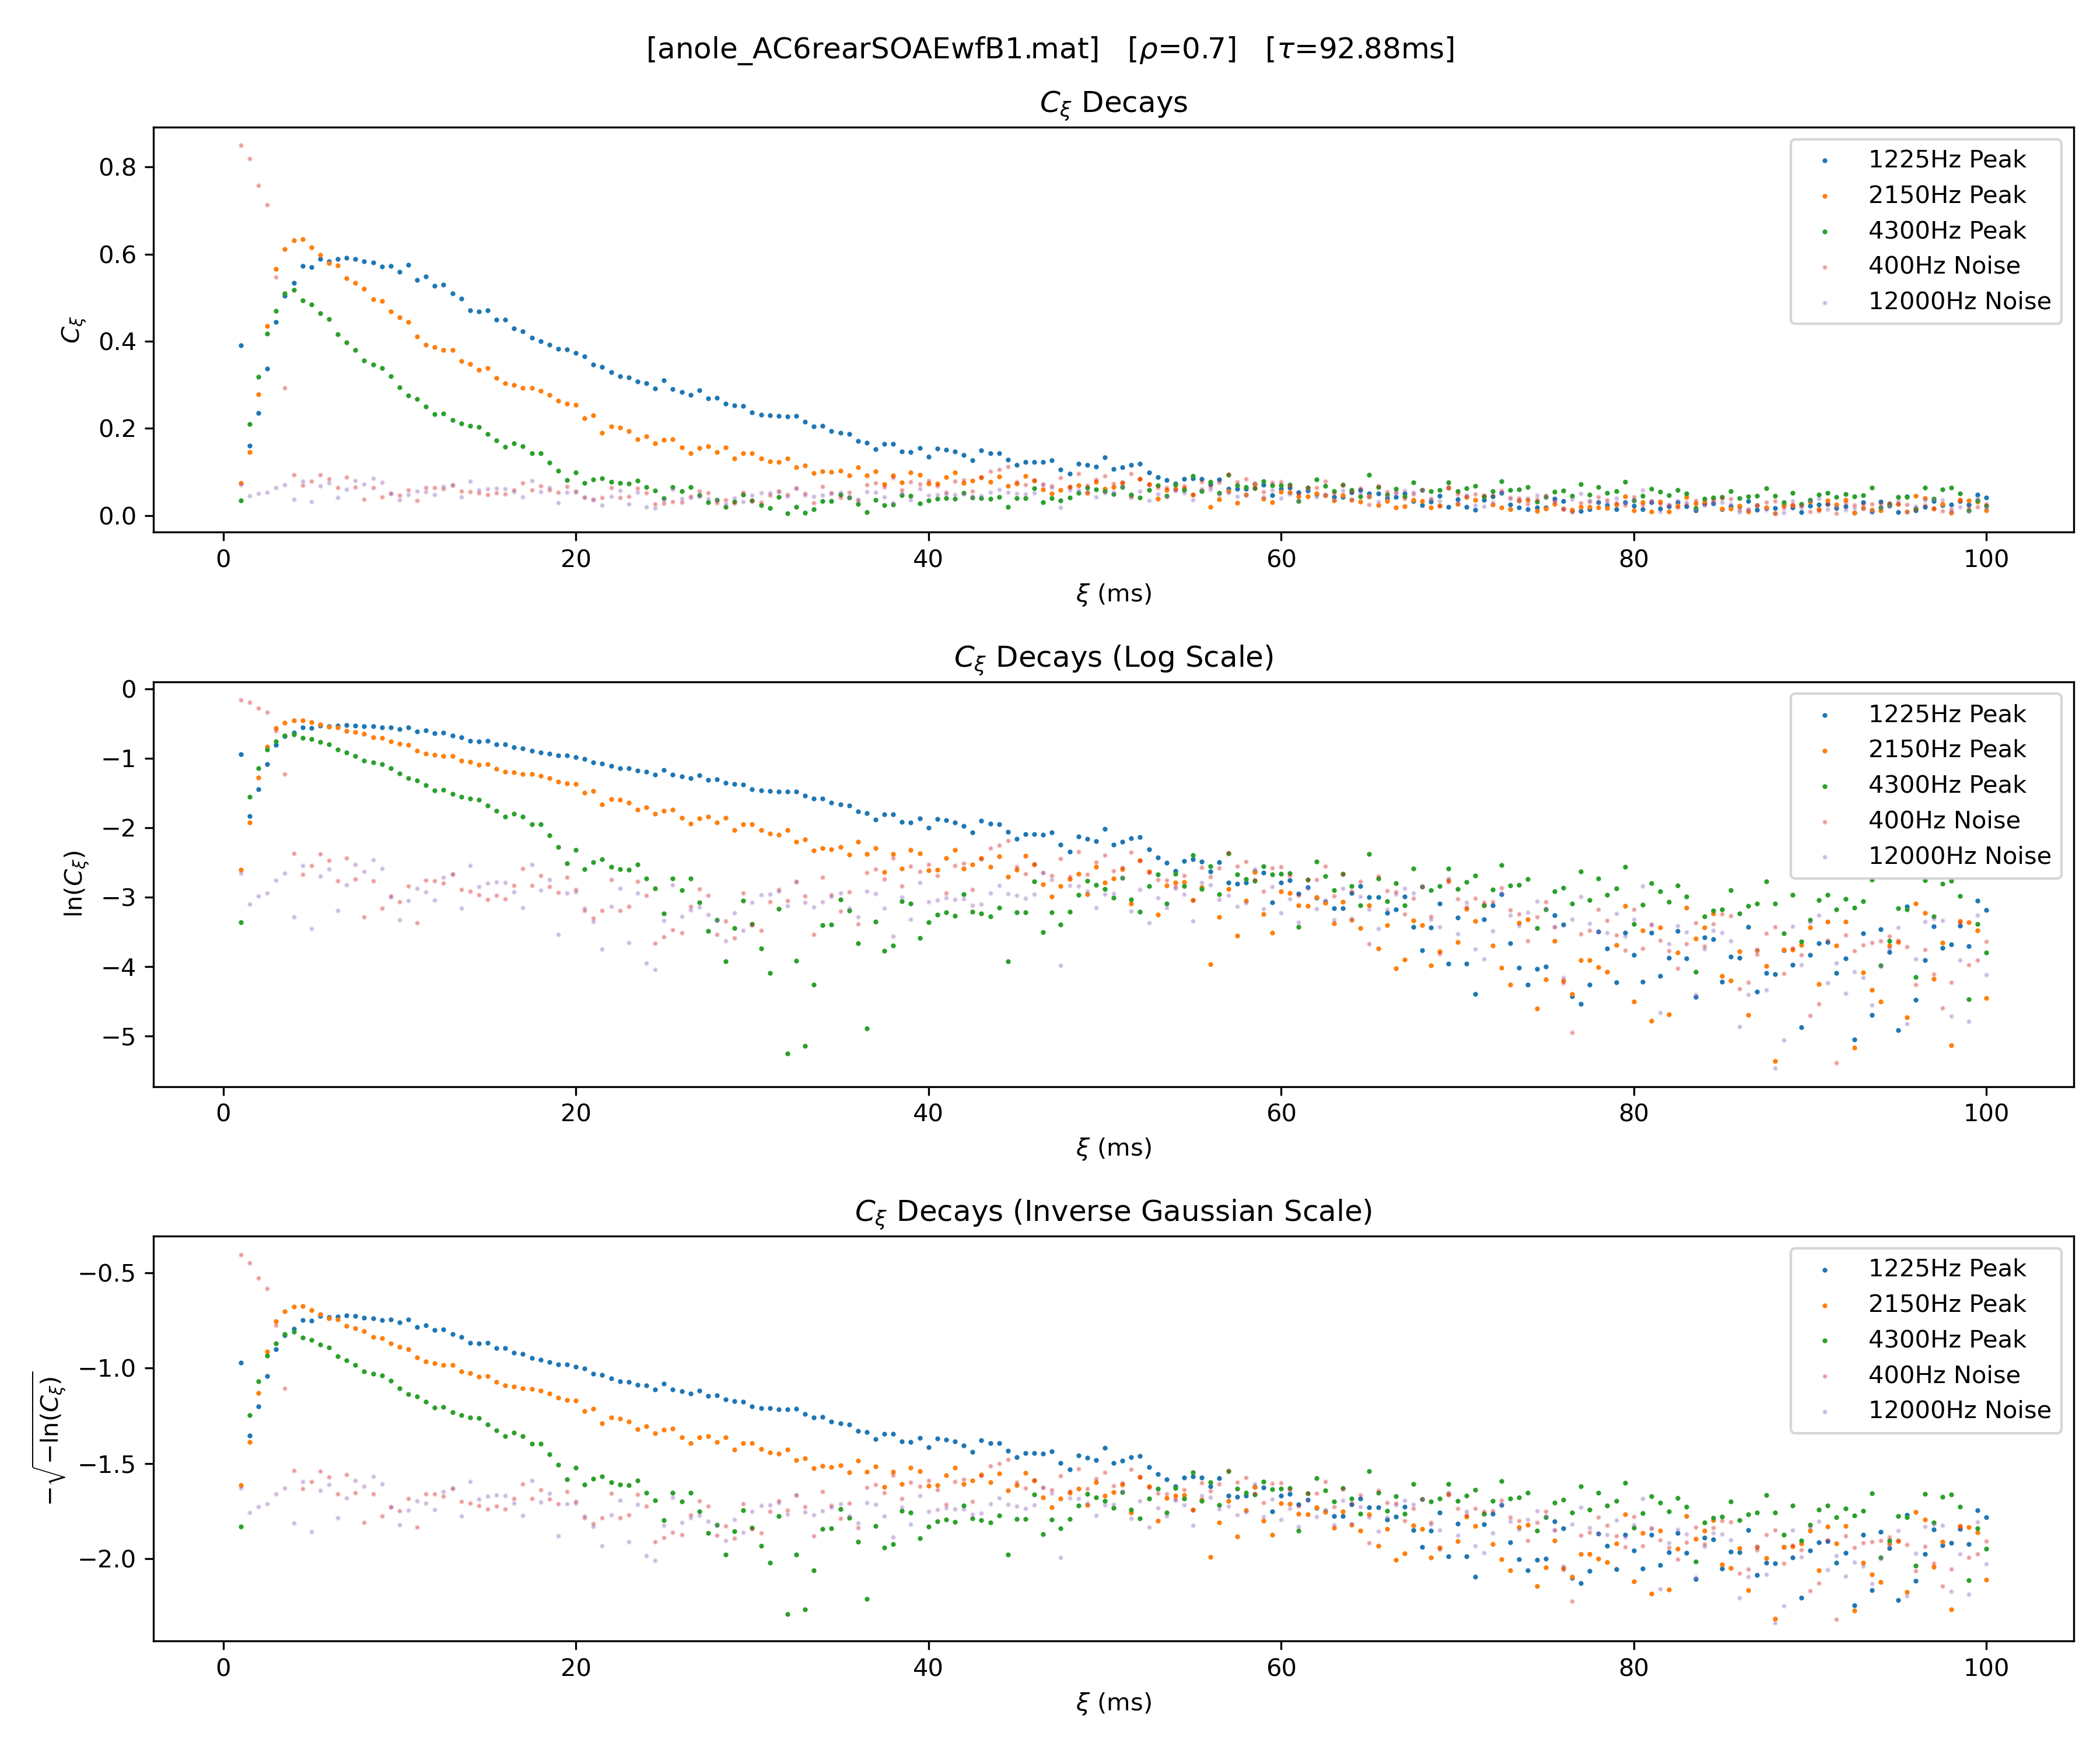 [anole_AC6rearSOAEwfB1.mat]   [ρ=0.7]   [τ=92.88ms]
C_ξ Decays
C_ξ
0.8
0.6
0.4
0.2
0.0
1225Hz Peak
2150Hz Peak
4300Hz Peak
400Hz Noise
12000Hz Noise
0 20 40 60 80 100
ξ (ms)
C_ξ Decays (Log Scale)
ln(C_ξ)
0
−1
−2
−3
−4
−5
1225Hz Peak
2150Hz Peak
4300Hz Peak
400Hz Noise
12000Hz Noise
0 20 40 60 80 100
ξ (ms)
C_ξ Decays (Inverse Gaussian Scale)
−√−ln(C_ξ)
−0.5
−1.0
−1.5
−2.0
1225Hz Peak
2150Hz Peak
4300Hz Peak
400Hz Noise
12000Hz Noise
0 20 40 60 80 100
ξ (ms)